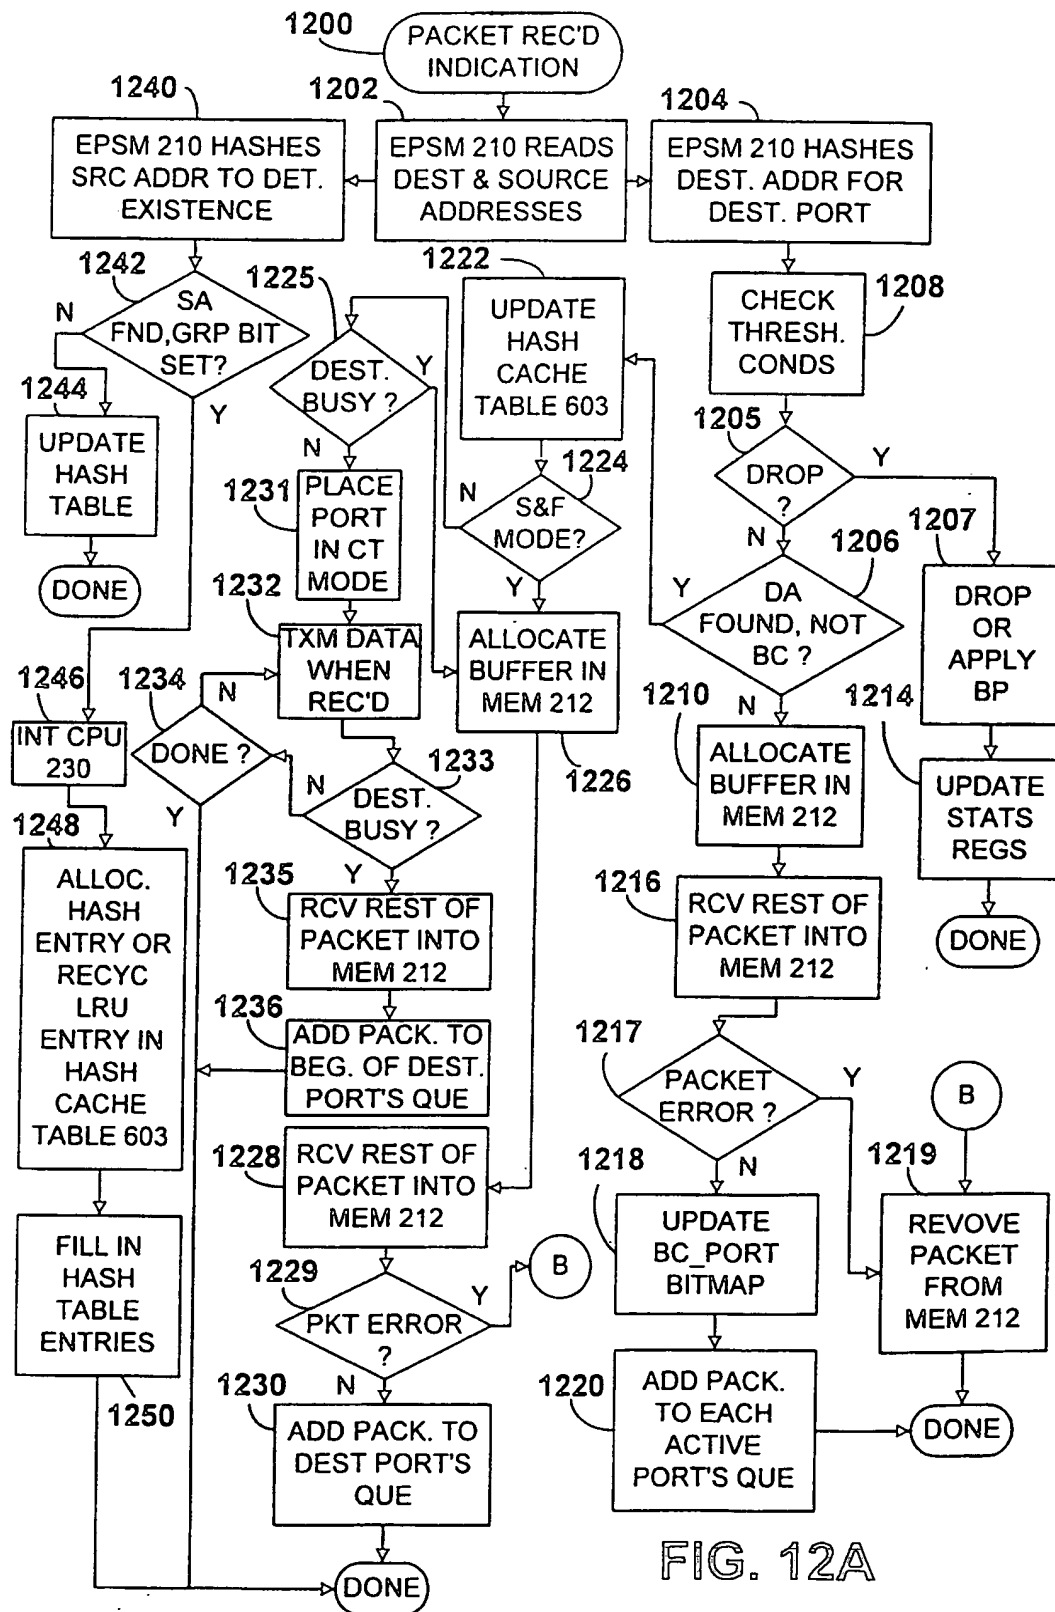 1200
PACKET REC'D
INDICATION
1240
1202
1204
EPSM 210 HASHES
SRC ADDR TO DET.
EXISTENCE
EPSM 210 READS
DEST & SOURCE
ADDRESSES
EPSM 210 HASHES
DEST. ADDR FOR
DEST. PORT
1242
SA
FND,GRP BIT
SET?
N
Y
1244
UPDATE
HASH
TABLE
DONE
1225
DEST.
BUSY ?
Y
N
1222
UPDATE
HASH
CACHE
TABLE 603
1208
CHECK
THRESH.
CONDS
1205
DROP
?
Y
N
1231
PLACE
PORT
IN CT
MODE
1224
S&F
MODE?
N
Y
1206
DA
FOUND, NOT
BC ?
Y
N
1207
DROP
OR
APPLY
BP
1232
TXM DATA
WHEN
REC'D
ALLOCATE
BUFFER IN
MEM 212
1226
1246
INT CPU
230
1234
DONE ?
N
Y
1233
DEST.
BUSY ?
N
Y
1210
ALLOCATE
BUFFER IN
MEM 212
1214
UPDATE
STATS
REGS
DONE
1248
ALLOC.
HASH
ENTRY OR
RECYC
LRU
ENTRY IN
HASH
CACHE
TABLE 603
1235
RCV REST OF
PACKET INTO
MEM 212
1216
RCV REST OF
PACKET INTO
MEM 212
1236
ADD PACK. TO
BEG. OF DEST.
PORT'S QUE
1217
PACKET
ERROR ?
Y
N
B
1228
RCV REST OF
PACKET INTO
MEM 212
1218
UPDATE
BC_PORT
BITMAP
1219
REVOVE
PACKET
FROM
MEM 212
FILL IN
HASH
TABLE
ENTRIES
1250
1229
PKT ERROR
?
Y
N
B
1230
ADD PACK. TO
DEST PORT'S
QUE
1220
ADD PACK.
TO EACH
ACTIVE
PORT'S QUE
DONE
DONE
FIG. 12A